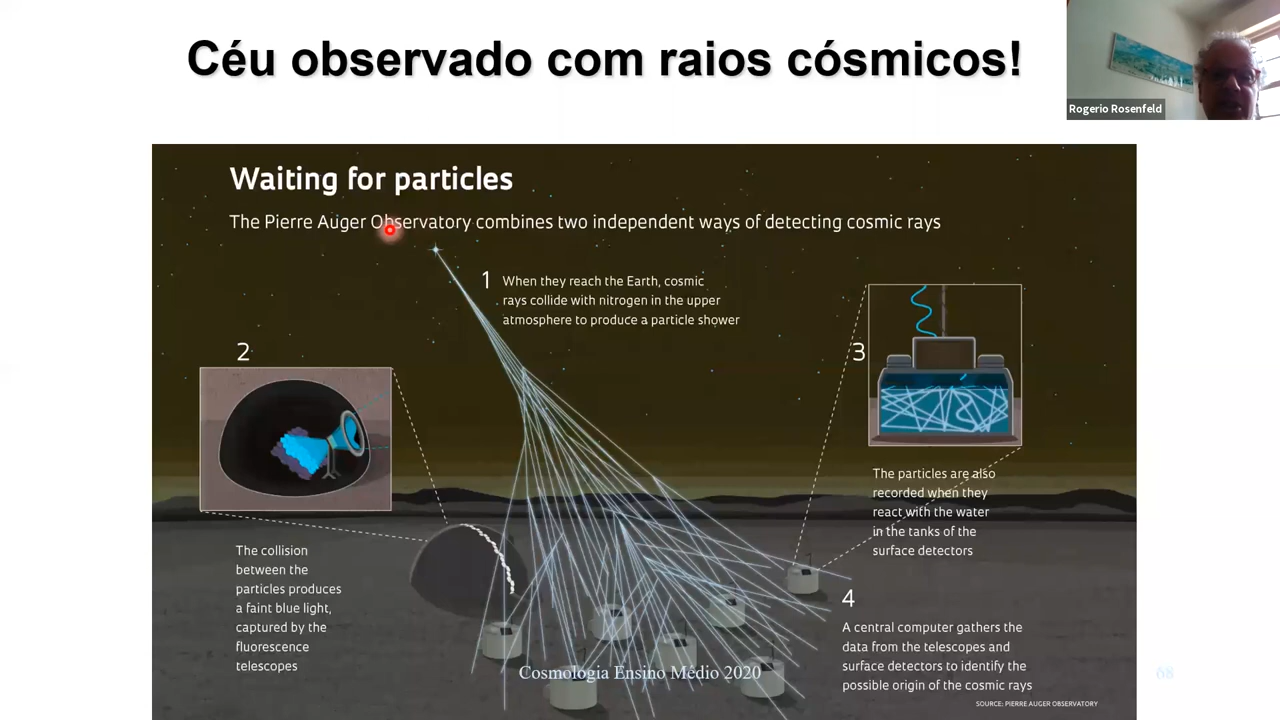 Céu observado com raios cósmicos!
Rogerio Rosenfeld
Waiting for particles
The Pierre Auger Observatory combines two independent ways of detecting cosmic rays
1
When they reach the Earth, cosmic
rays collide with nitrogen in the upper
atmosphere to produce a particle shower
2
The collision
between the
particles produces
a faint blue light,
captured by the
fluorescence
telescopes
3
The particles are also
recorded when they
react with the water
in the tanks of the
surface detectors
4
A central computer gathers the
data from the telescopes and
surface detectors to identify the
possible origin of the cosmic rays
SOURCE: PIERRE AUGER OBSERVATORY
Cosmologia Ensino Médio 2020
68